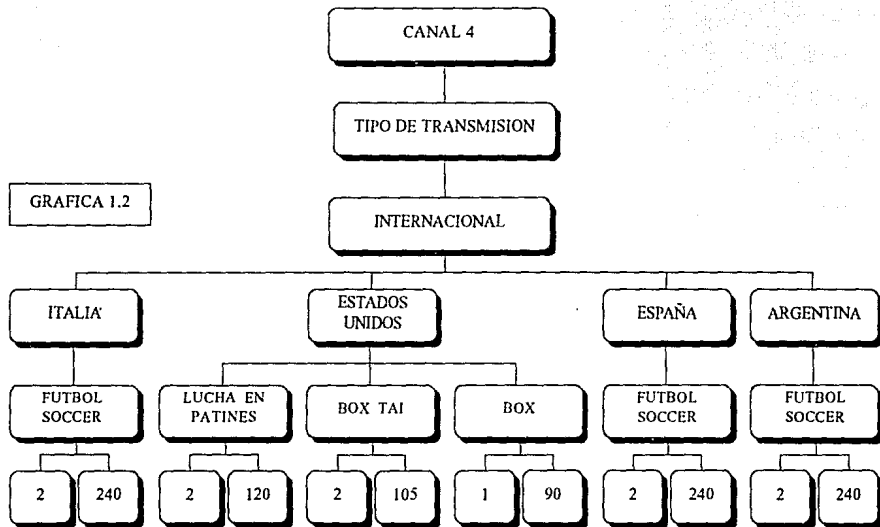 CANAL 4
TIPO DE TRANSMISION
GRAFICA 1.2
INTERNACIONAL
ITALIA
ESTADOS
UNIDOS
ESPAÑA
ARGENTINA
FUTBOL
SOCCER
LUCHA EN
PATINES
BOX TAI
BOX
FUTBOL
SOCCER
FUTBOL
SOCCER
2
240
2
120
2
105
1
90
2
240
2
240